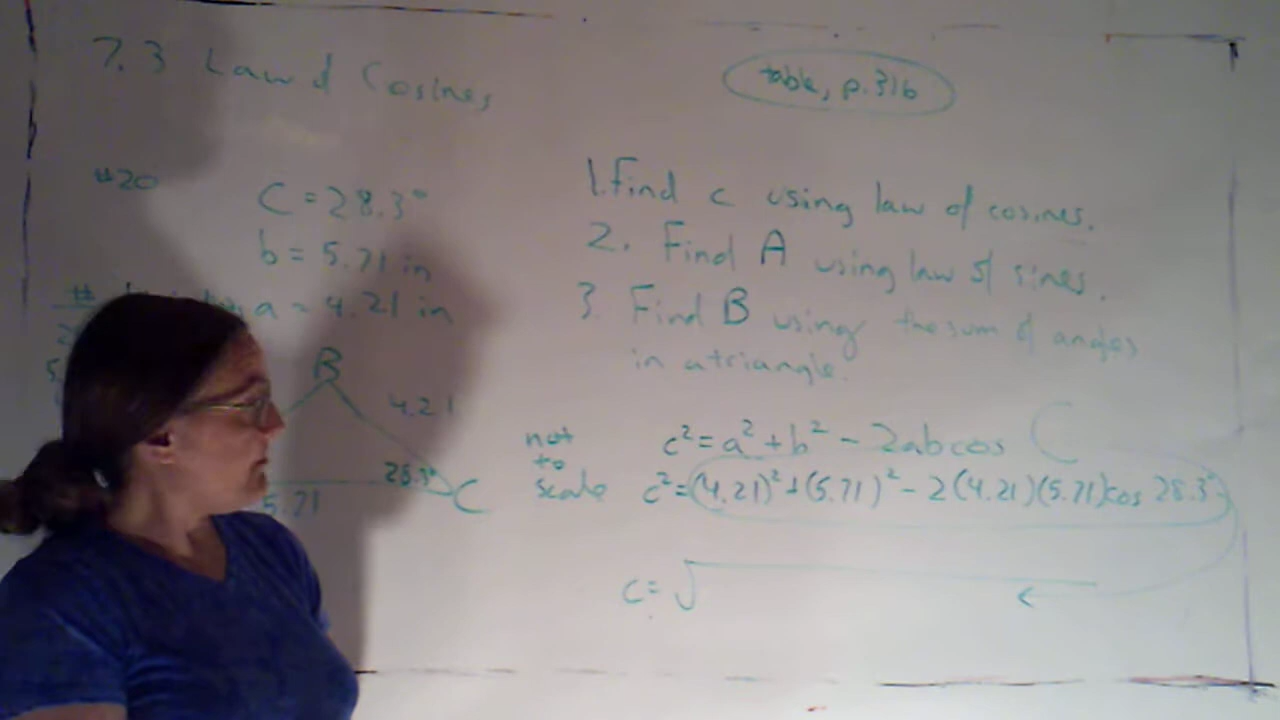 7.3 Law of Cosines
table, p.316
#20
C = 28.3°
b = 5.71 in
a = 4.21 in
#
B
4.21
28.3°
C
5.71
not
to
scale
1. Find c using law of cosines.
2. Find A using law of sines.
3. Find B using the sum of angles
in a triangle.
c² = a² + b² - 2ab cos C
c² = (4.21)² + (5.71)² - 2(4.21)(5.71)cos 28.3°
c = √